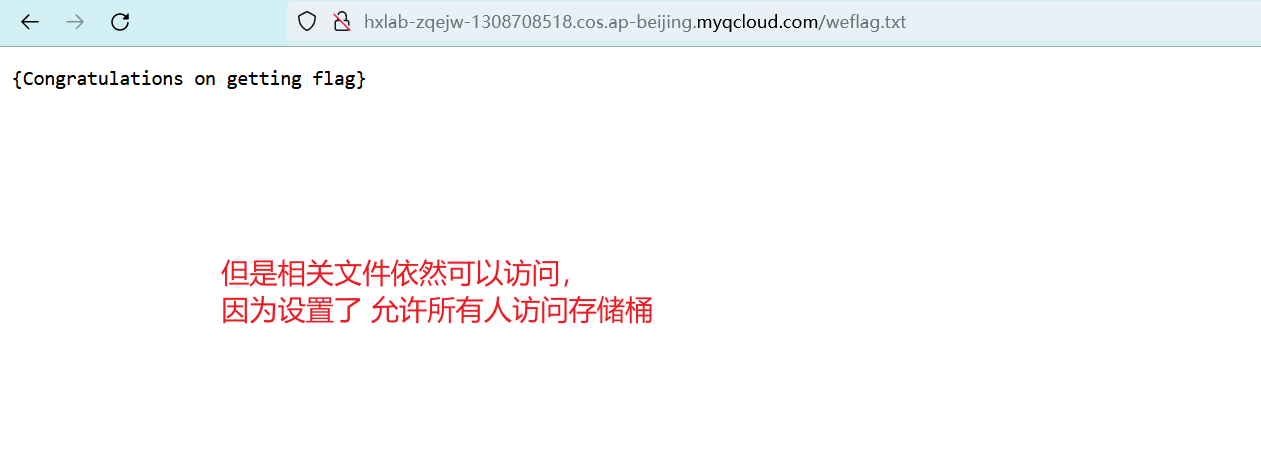 hxlab-zqejw-1308708518.cos.ap-beijing.myqcloud.com/weflag.txt
{Congratulations on getting flag}
但是相关文件依然可以访问，
因为设置了 允许所有人访问存储桶